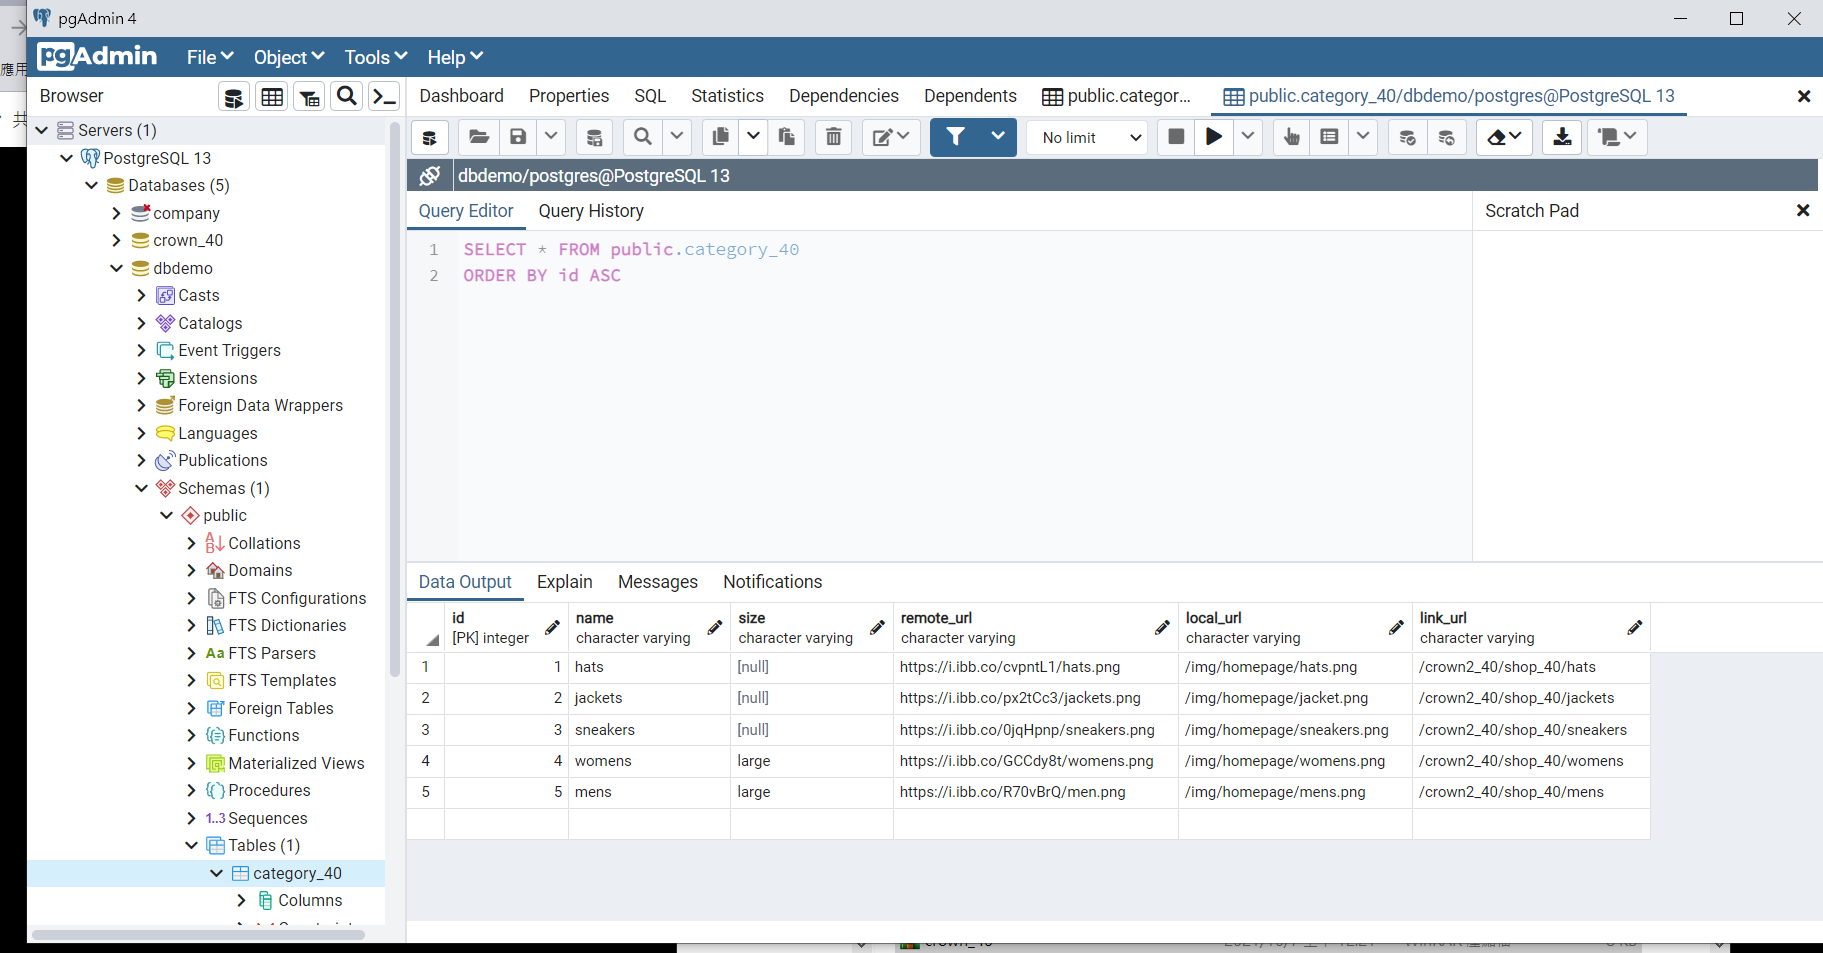 pgAdmin 4
應用
共
pgAdmin File Object Tools Help
Browser
Servers (1)
PostgreSQL 13
Databases (5)
company
crown_40
dbdemo
Casts
Catalogs
Event Triggers
Extensions
Foreign Data Wrappers
Languages
Publications
Schemas (1)
public
Collations
Domains
FTS Configurations
FTS Dictionaries
Aa FTS Parsers
FTS Templates
Foreign Tables
Functions
Materialized Views
Procedures
1..3 Sequences
Tables (1)
category_40
Columns
Dashboard Properties SQL Statistics Dependencies Dependents public.categor... public.category_40/dbdemo/postgres@PostgreSQL 13
No limit
dbdemo/postgres@PostgreSQL 13
Query Editor Query History
Scratch Pad
1 SELECT * FROM public.category_40
2 ORDER BY id ASC
Data Output Explain Messages Notifications
id name size remote_url local_url link_url
[PK] integer character varying character varying character varying character varying character varying
1 1 hats [null] https://i.ibb.co/cvpntL1/hats.png /img/homepage/hats.png /crown2_40/shop_40/hats
2 2 jackets [null] https://i.ibb.co/px2tCc3/jackets.png /img/homepage/jacket.png /crown2_40/shop_40/jackets
3 3 sneakers [null] https://i.ibb.co/0jqHpnp/sneakers.png /img/homepage/sneakers.png /crown2_40/shop_40/sneakers
4 4 womens large https://i.ibb.co/GCCdy8t/womens.png /img/homepage/womens.png /crown2_40/shop_40/womens
5 5 mens large https://i.ibb.co/R70vBrQ/men.png /img/homepage/mens.png /crown2_40/shop_40/mens